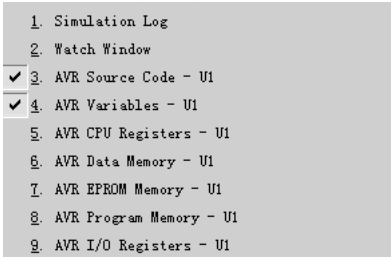 1. Simulation Log
2. Watch Window
3. AVR Source Code - U1
4. AVR Variables - U1
5. AVR CPU Registers - U1
6. AVR Data Memory - U1
7. AVR EPROM Memory - U1
8. AVR Program Memory - U1
9. AVR I/O Registers - U1